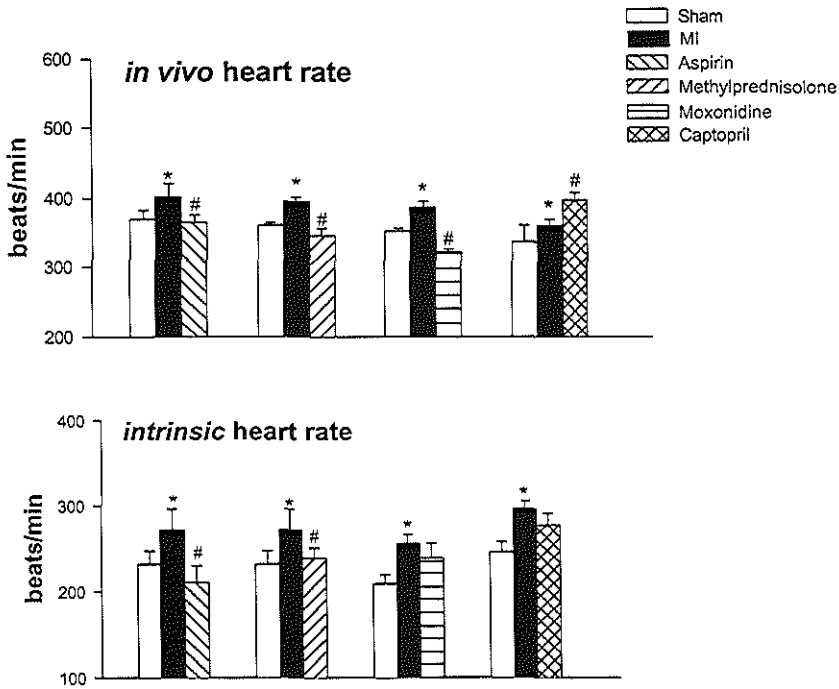 Sham
MI
Aspirin
Methylprednisolone
Moxonidine
Captopril
in vivo heart rate
beats/min
600
500
400
300
200
*
#
*
#
*
#
*
#
intrinsic heart rate
beats/min
400
300
200
100
*
#
*
#
*
*